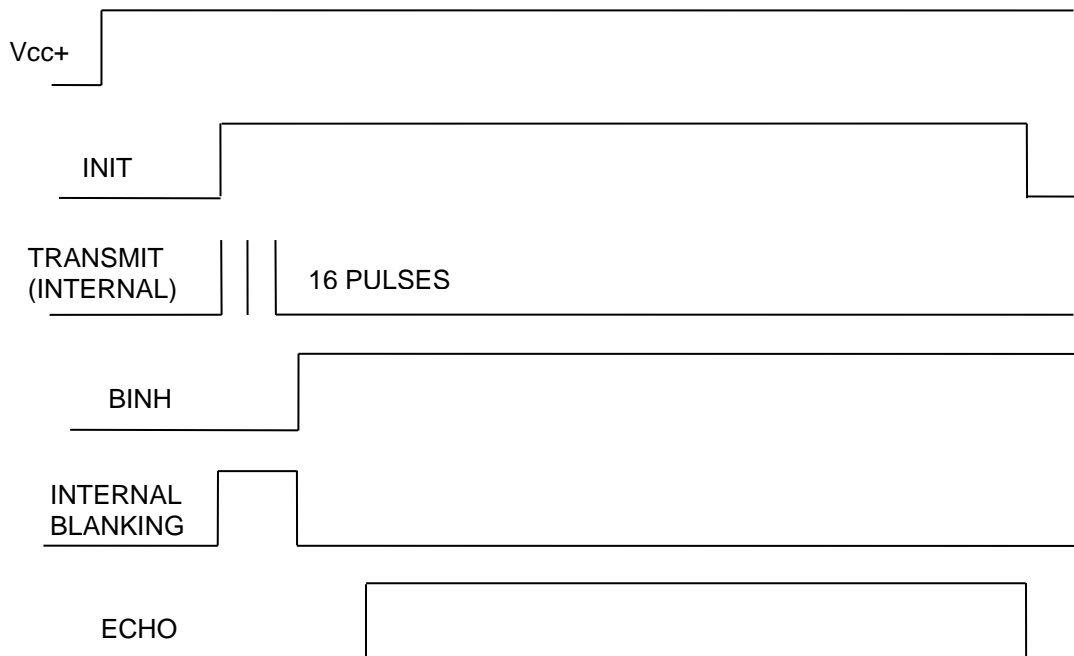 Vcc+
INIT
TRANSMIT
(INTERNAL)
16 PULSES
BINH
INTERNAL
BLANKING
ECHO